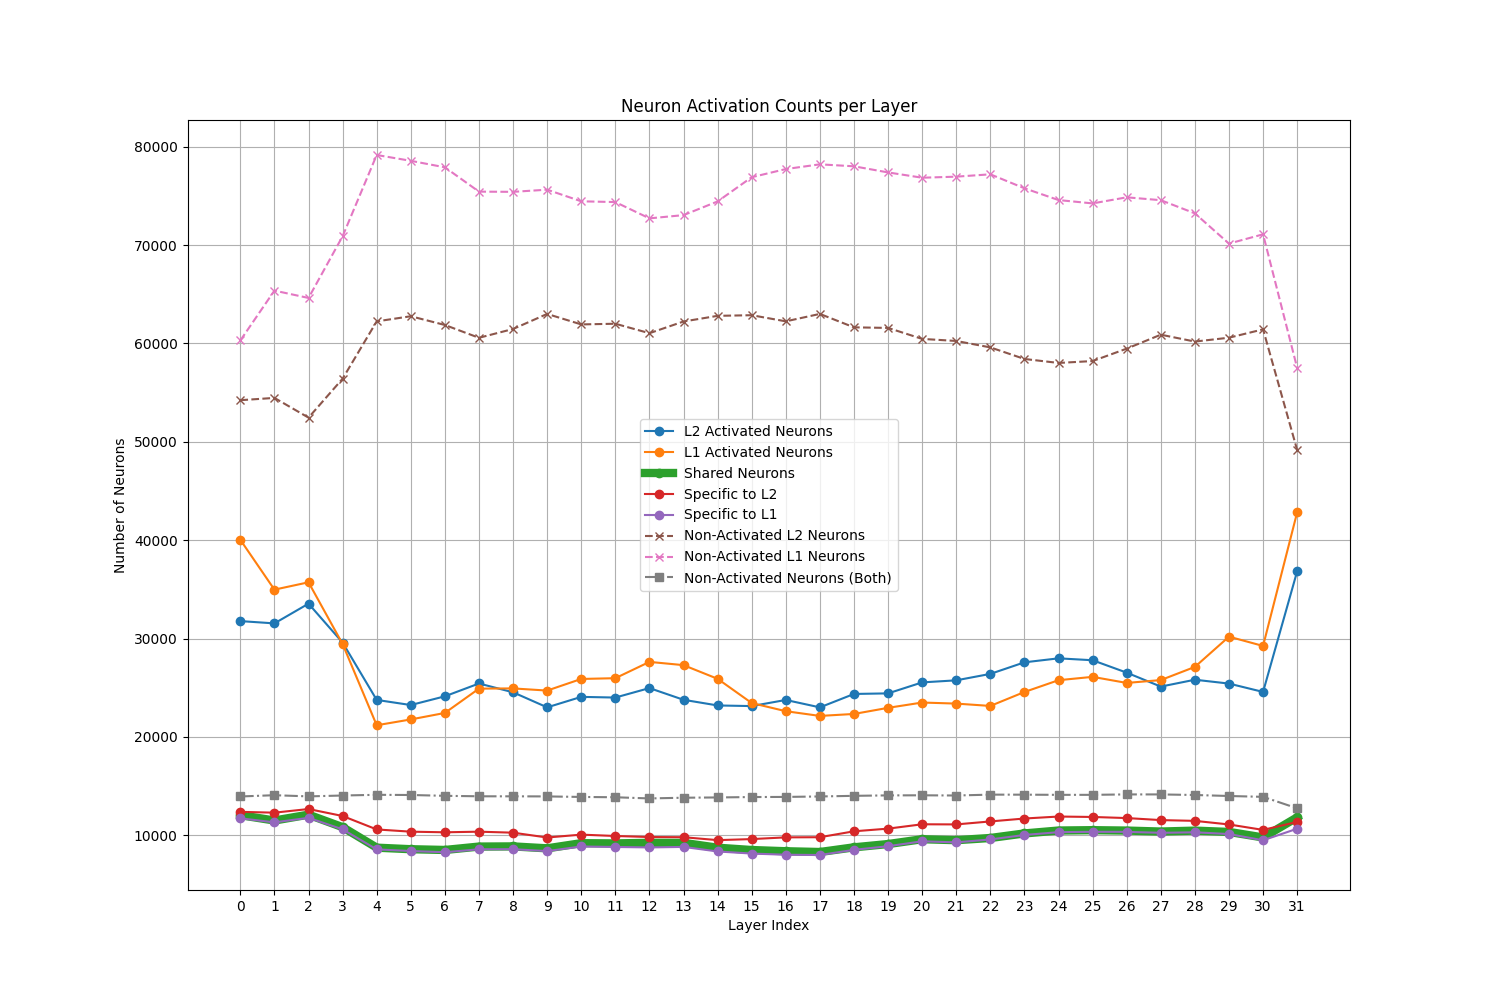 Neuron Activation Counts per Layer
80000
70000
60000
50000
40000
30000
20000
10000
Number of Neurons
L2 Activated Neurons
L1 Activated Neurons
Shared Neurons
Specific to L2
Specific to L1
Non-Activated L2 Neurons
Non-Activated L1 Neurons
Non-Activated Neurons (Both)
0 1 2 3 4 5 6 7 8 9 10 11 12 13 14 15 16 17 18 19 20 21 22 23 24 25 26 27 28 29 30 31
Layer Index